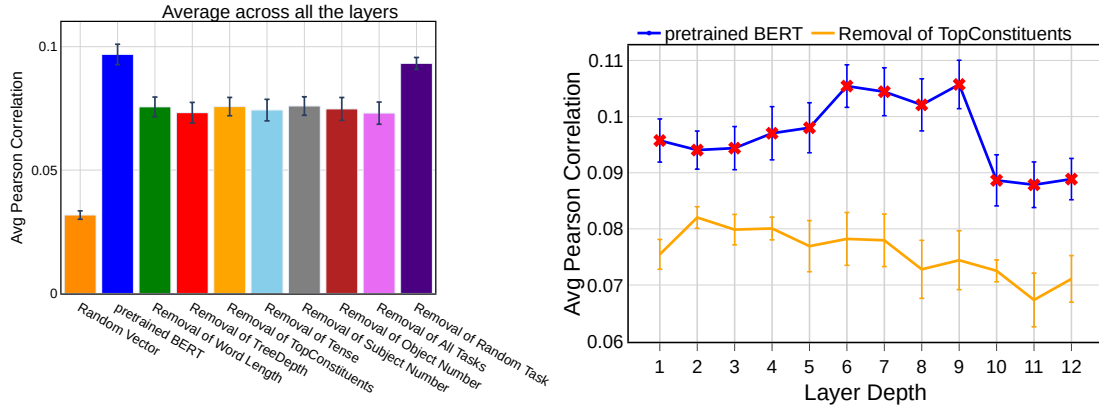 Average across all the layers
Avg Pearson Correlation
0.1
0.05
0
Random Vector
pretrained BERT
Removal of Word Length
Removal of TreeDepth
Removal of TopConstituents
Removal of Tense
Removal of Subject Number
Removal of Object Number
Removal of All Tasks
Removal of Random Task
pretrained BERT
Removal of TopConstituents
Avg Pearson Correlation
0.11
0.1
0.09
0.08
0.07
0.06
1 2 3 4 5 6 7 8 9 10 11 12
Layer Depth